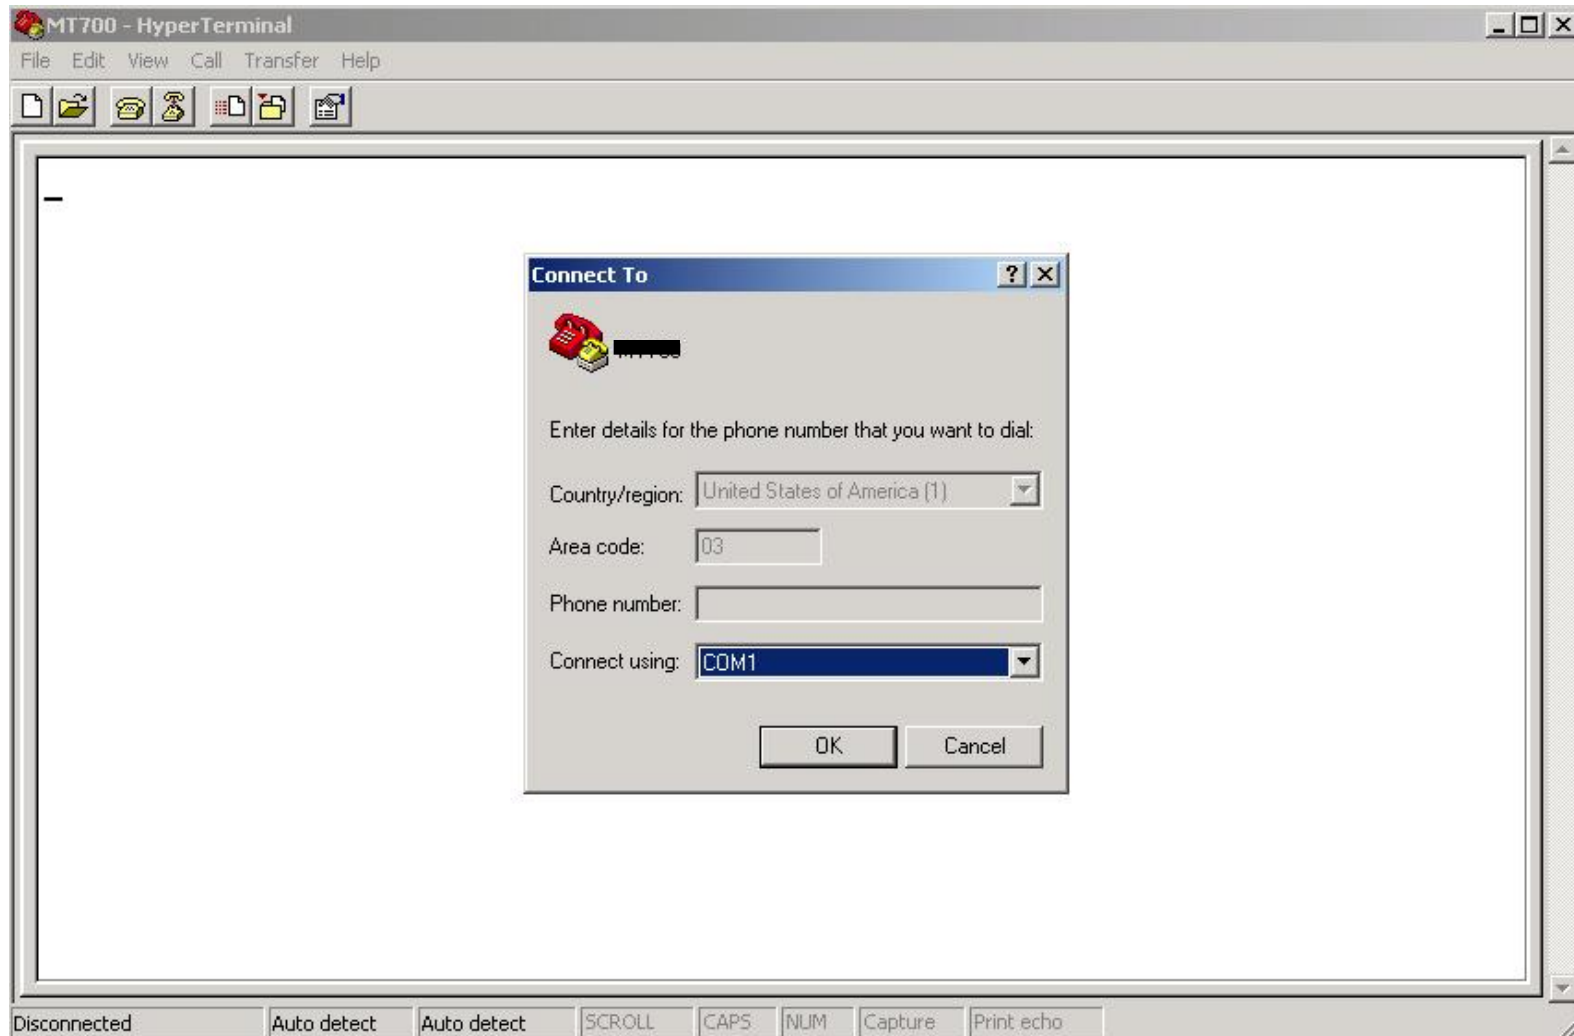 MT700 - HyperTerminal
File Edit View Call Transfer Help
Connect To
Enter details for the phone number that you want to dial:
Country/region: United States of America (1)
Area code: 03
Phone number:
Connect using: COM1
OK Cancel
Disconnected Auto detect Auto detect SCROLL CAPS NUM Capture Print echo